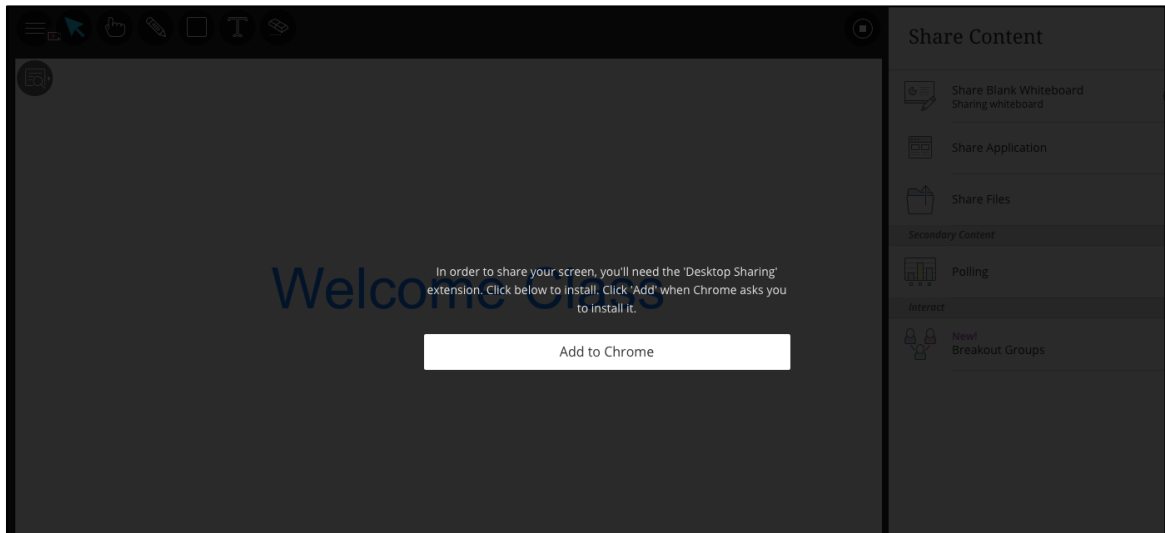 Share Content
Share Blank Whiteboard
Sharing whiteboard
Share Application
Share Files
Secondary Content
Polling
Interact
New!
Breakout Groups
Welcome Class
In order to share your screen, you'll need the 'Desktop Sharing'
extension. Click below to install. Click 'Add' when Chrome asks you
to install it.
Add to Chrome